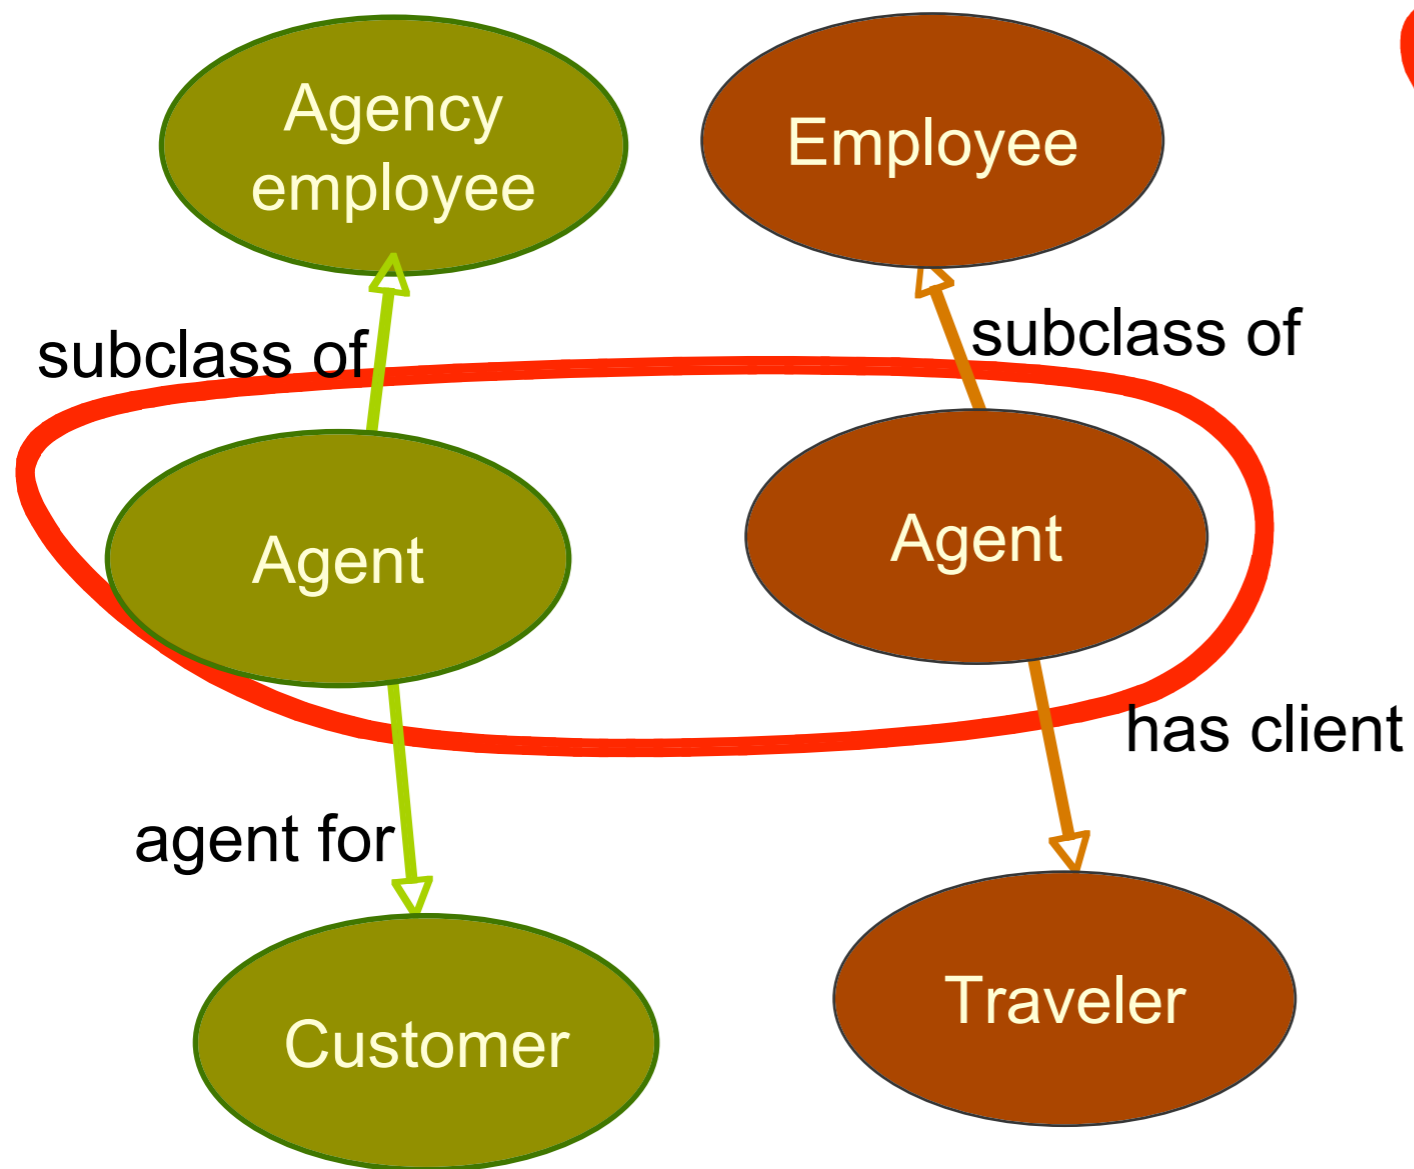 Agency
employee
Employee
subclass of
subclass of
Agent
Agent
has client
agent for
Customer
Traveler